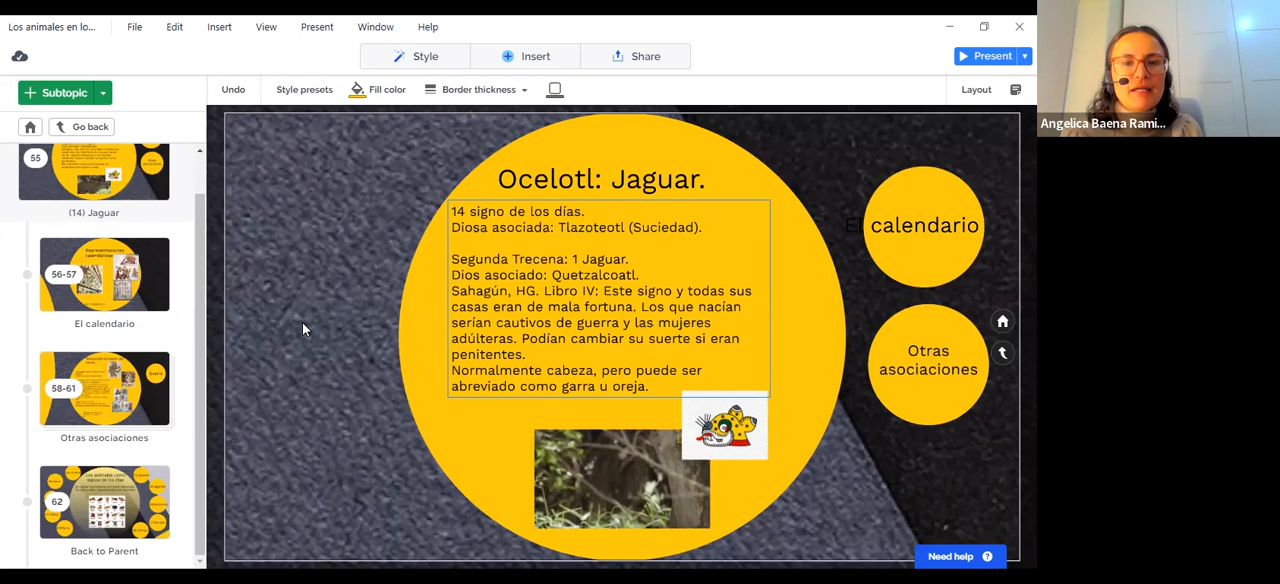 Los animales en lo...
File
Edit
Insert
View
Present
Window
Help
Style
Insert
Share
Present
Subtopic
Undo
Style presets
Fill color
Border thickness
Layout
Go back
55
(14) Jaguar
56-57
El calendario
58-61
Otras asociaciones
62
Back to Parent
Ocelotl: Jaguar.
14 signo de los días.
Diosa asociada: Tlazoteotl (Suciedad).
Segunda Trecena: 1 Jaguar.
Dios asociado: Quetzalcoatl.
Sahagún, HG. Libro IV: Este signo y todas sus
casas eran de mala fortuna. Los que nacían
serían cautivos de guerra y las mujeres
adúlteras. Podían cambiar su suerte si eran
penitentes.
Normalmente cabeza, pero puede ser
abreviado como garra u oreja.
El calendario
Otras
asociaciones
Need help
Angelica Baena Rami...